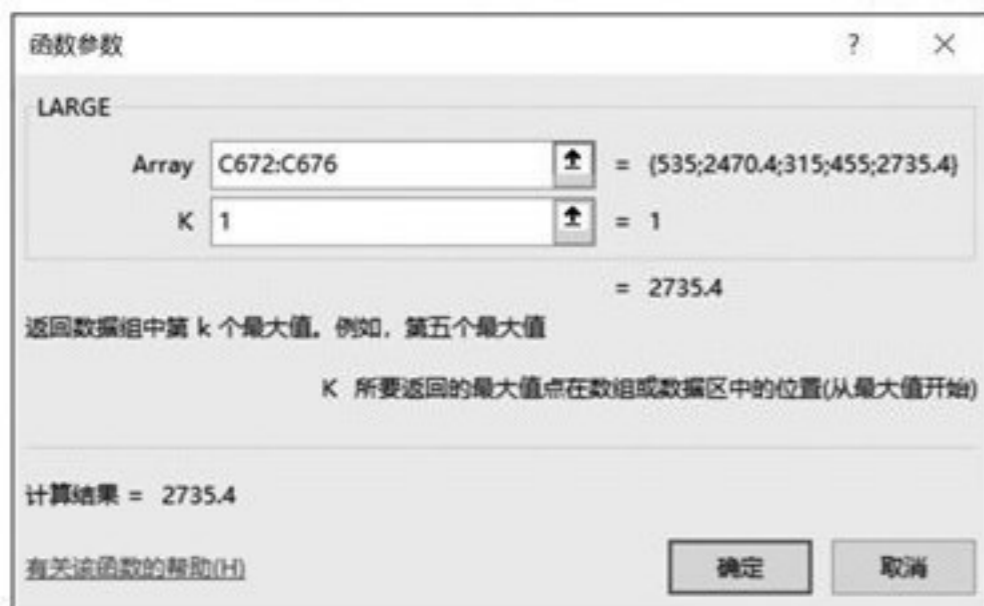 函数参数 ? ×
LARGE
Array C672:C676 = {535;2470.4;315;455;2735.4}
K 1 = 1
= 2735.4
返回数据组中第 k 个最大值。例如，第五个最大值
K 所要返回的最大值点在数组或数据区中的位置(从最大值开始)
计算结果 = 2735.4
有关该函数的帮助(H) 确定 取消